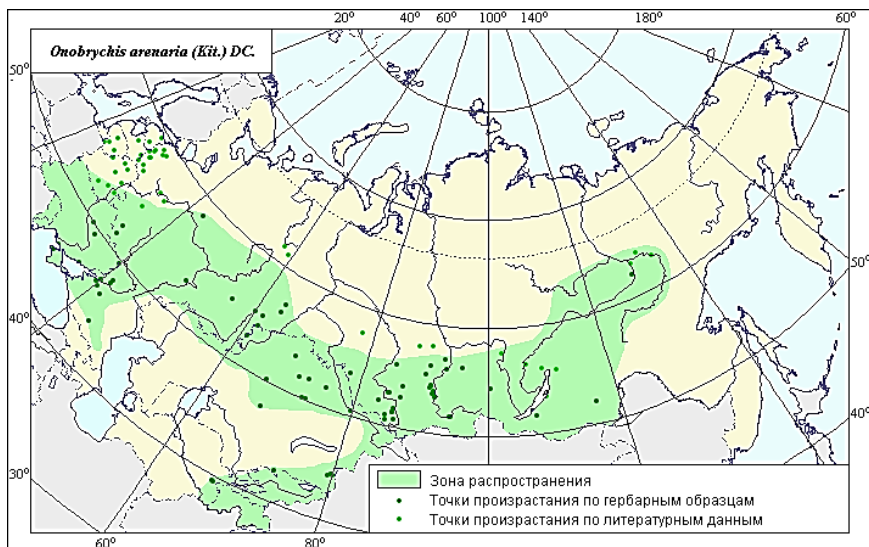 20° 40° 60° 100° 140° 180° 60°
Onobrychis arenaria (Kit.) DC.
50°
50°
40°
40°
30°
Зона распространения
Точки произрастания по гербарным образцам
Точки произрастания по литературным данным
60° 80°